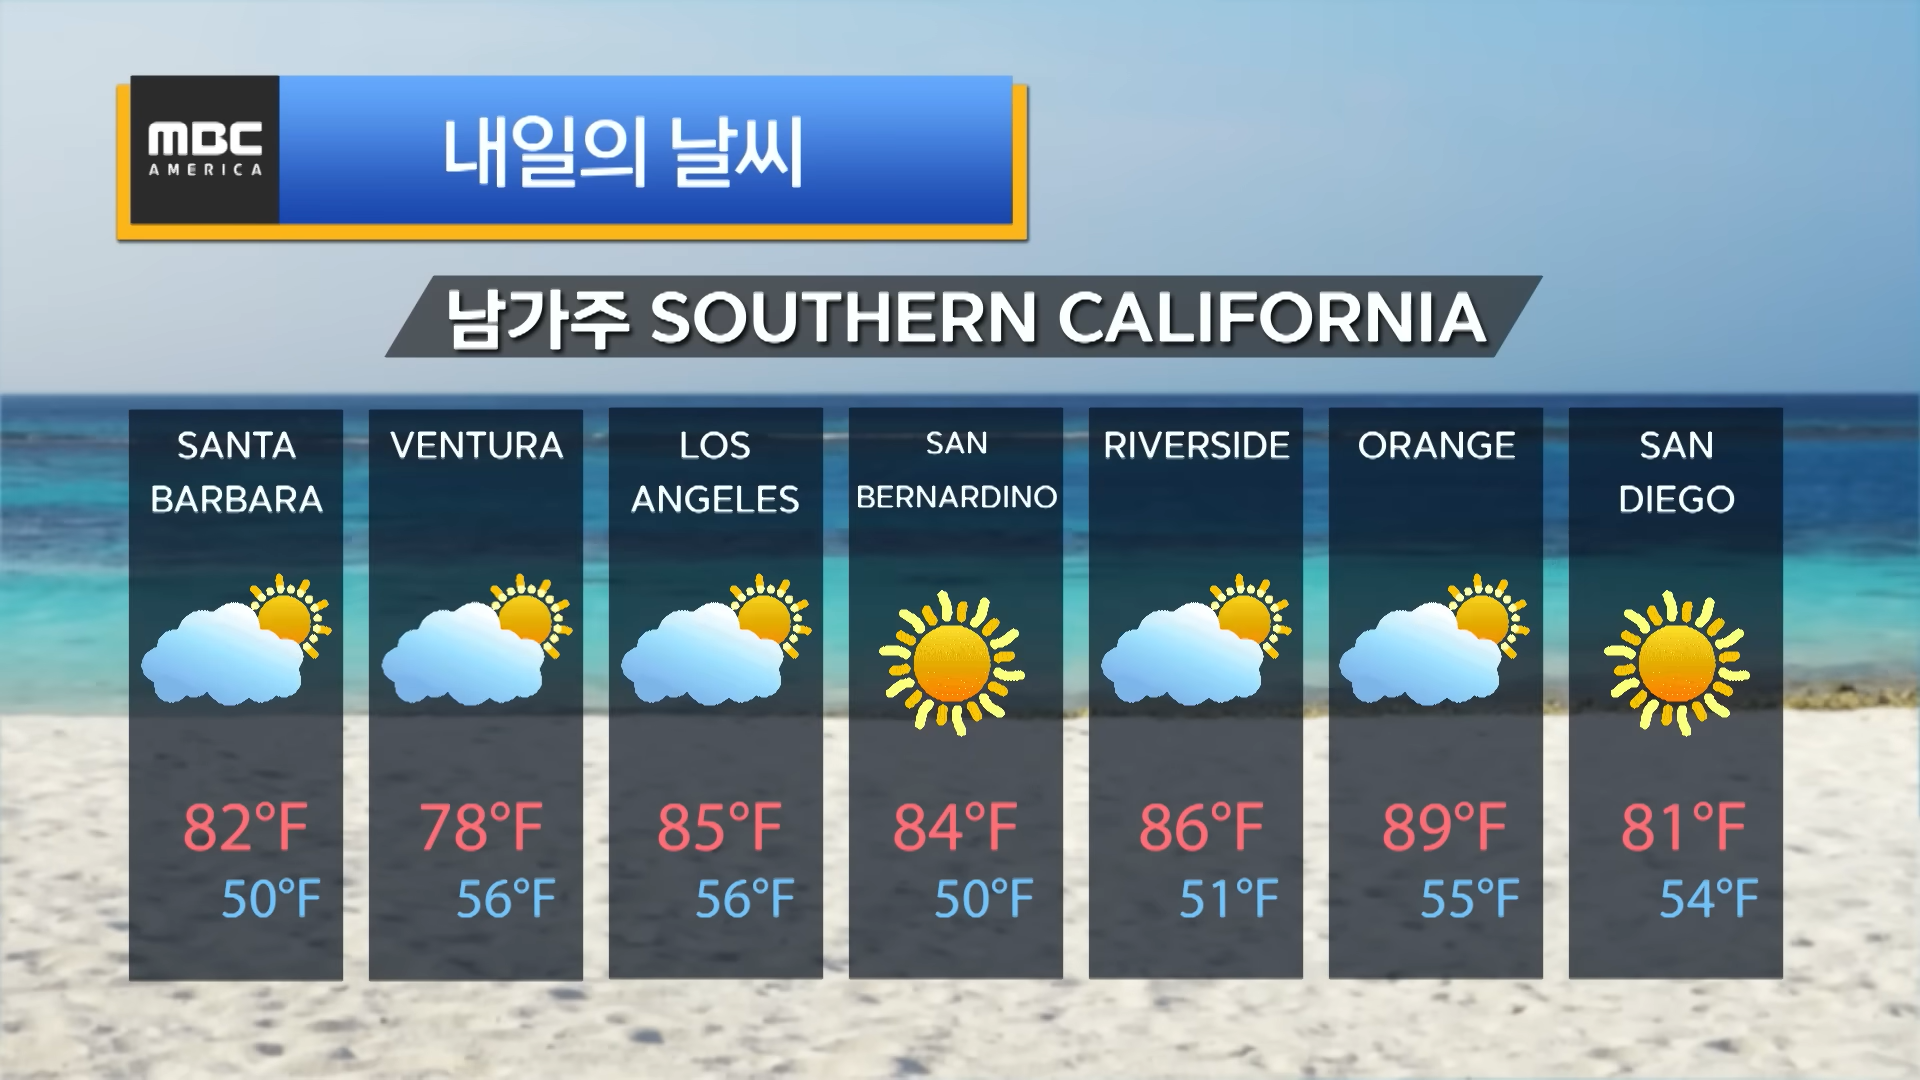 MBC
AMERICA
내일의 날씨
남가주 SOUTHERN CALIFORNIA
SANTA
BARBARA
82°F
50°F
VENTURA
78°F
56°F
LOS
ANGELES
85°F
56°F
SAN
BERNARDINO
84°F
50°F
RIVERSIDE
86°F
51°F
ORANGE
89°F
55°F
SAN
DIEGO
81°F
54°F